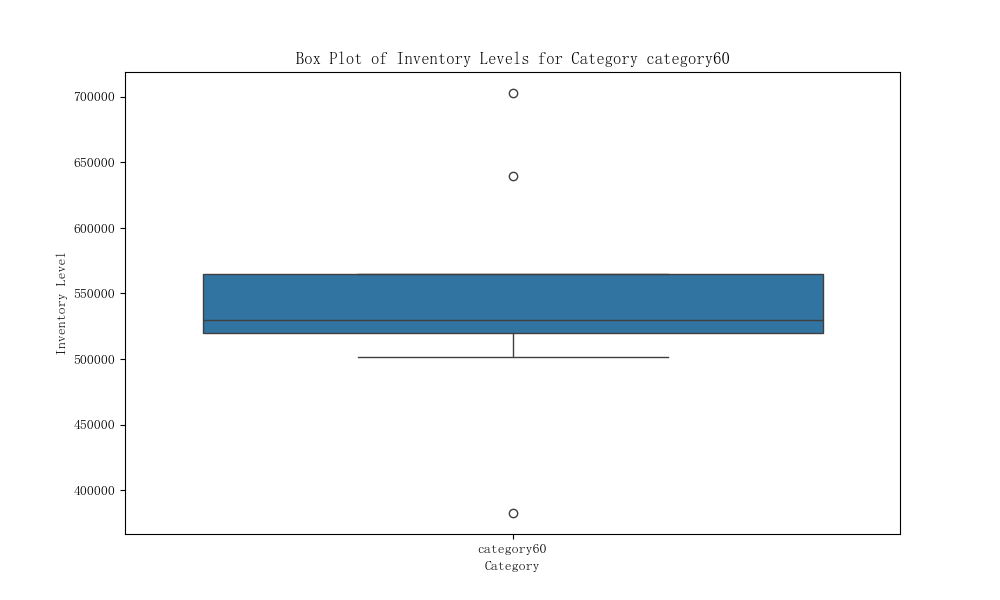 Box Plot of Inventory Levels for Category category60
700000
650000
600000
550000
500000
450000
400000
Inventory Level
category60
Category